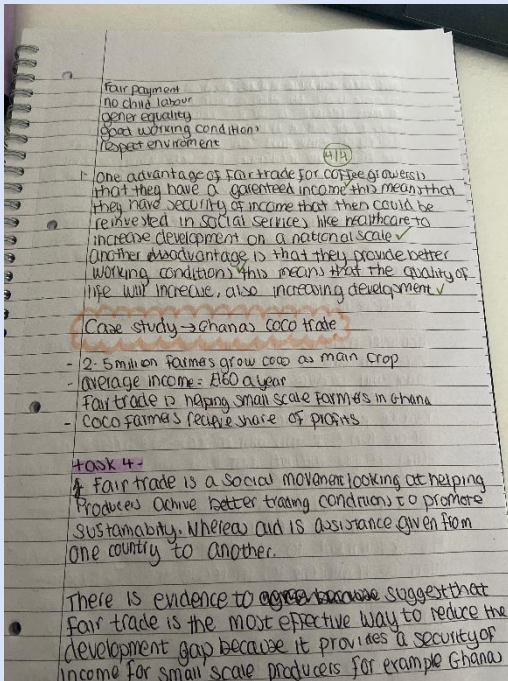 fair payment
no child labour
gener equality
good working conditions
respect enviroment
4/4
1- one advantage of fair trade for coffee growers is
that they have a garenteed income this means that
they have security of income that then could be
reinvested in social services like healthcare to
increase development on a national scale ✓
another disadvantage is that they provide better
working conditions this means that the quality of
life will increase, also increasing development ✓
Case study → Ghanas coco trade
- 2.5 million farmers grow coco as main crop
- average income = £160 a year
fair trade is helping small scale farmers in Ghana
- coco farmers recieve share of profits
task 4-
fair trade is a social movement looking at helping
Producers achive better trading conditions to promote
sustainabity. Whereas aid is assistance given from
one country to another.
There is evidence to suggest that
fair trade is the most effective way to reduce the
development gap because it provides a security of
income for small scale producers for example Ghana